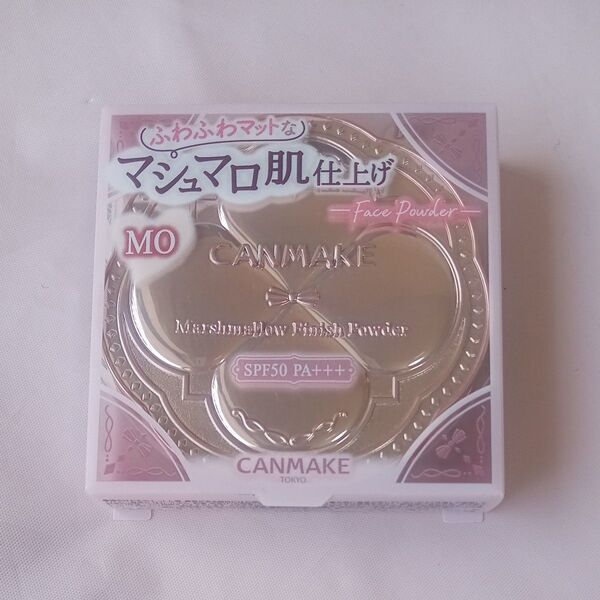 ふわふわマットな
マシュマロ肌仕上げ
Face Powder
MO
CANMAKE
Marshmallow Finish Powder
SPF50 PA+++
CANMAKE
TOKYO